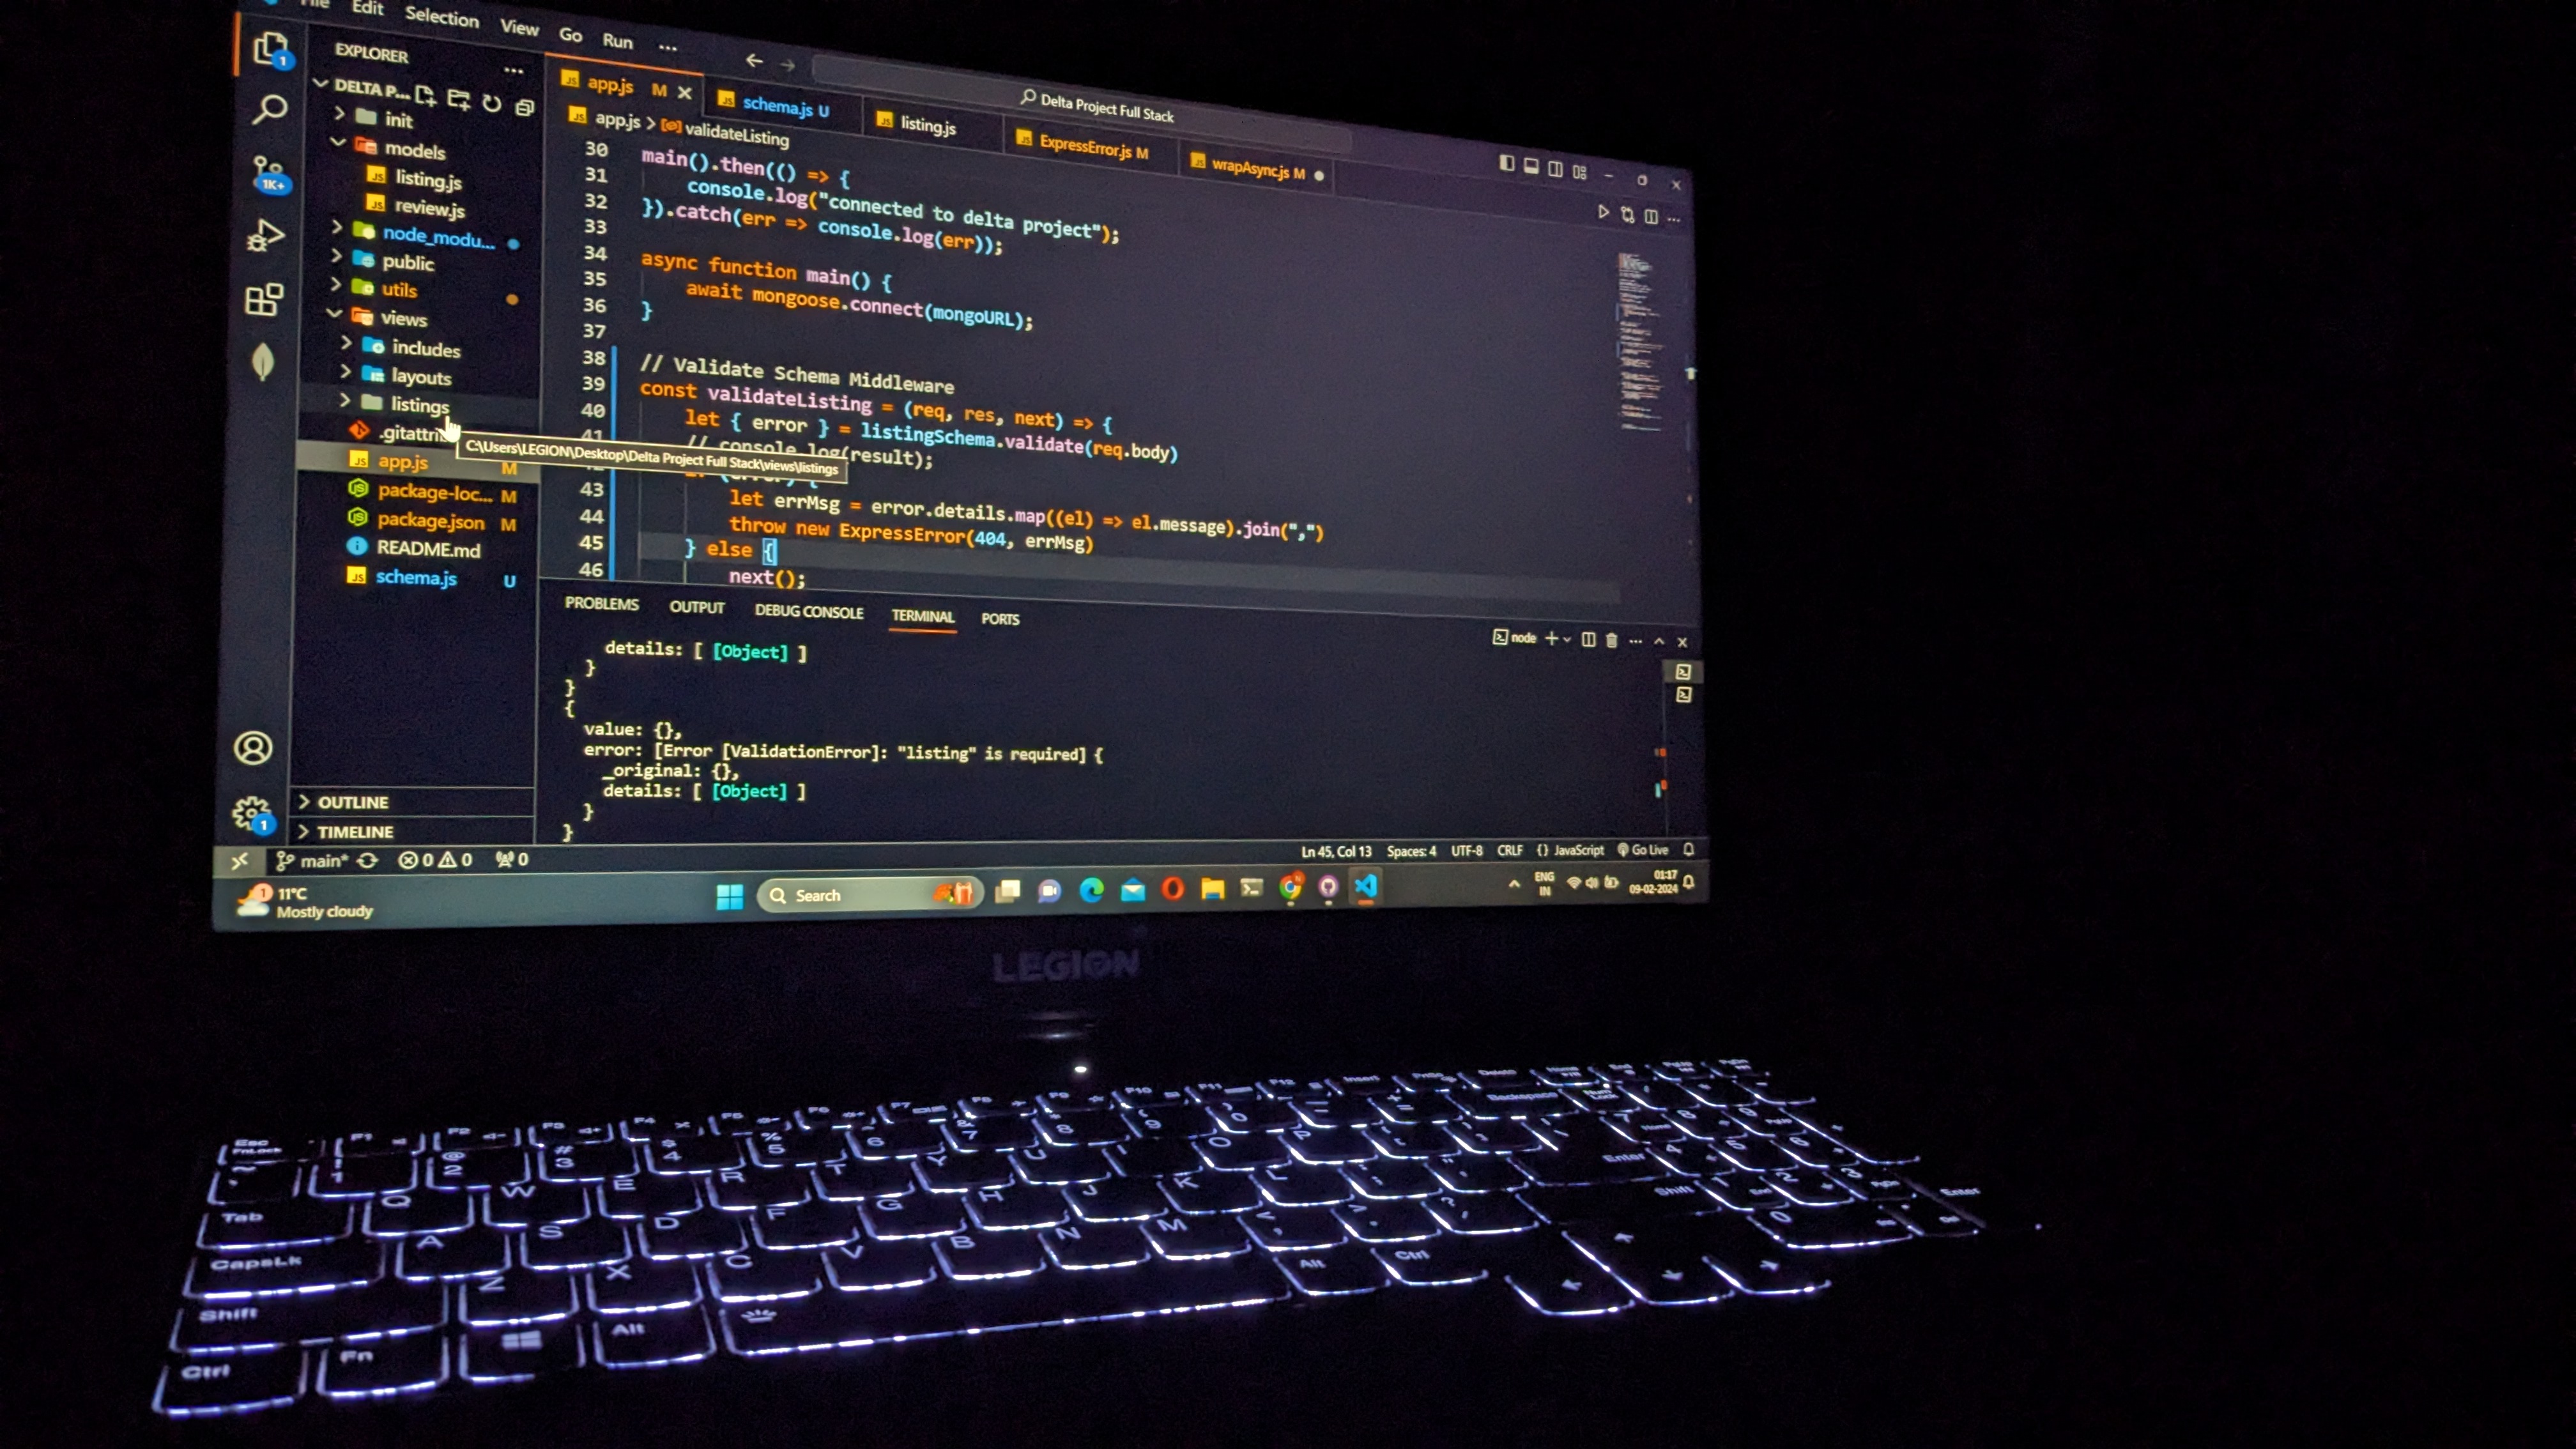 File Edit Selection View Go Run ...
Delta Project Full Stack
EXPLORER
DELTA P...
init
models
listing.js
review.js
node_modu...
public
utils
views
includes
layouts
listings
.gitattri
app.js M
package-loc... M
package.json M
README.md
schema.js U
OUTLINE
TIMELINE
app.js M
schema.js U
listing.js
ExpressError.js M
wrapAsync.js M
app.js > validateListing
30 main().then(() => {
31 console.log("connected to delta project");
32 }).catch(err => console.log(err));
33
34 async function main() {
35 await mongoose.connect(mongoURL);
36 }
37
38 // Validate Schema Middleware
39 const validateListing = (req, res, next) => {
40 let { error } = listingSchema.validate(req.body)
41 // console.log(result);
C:\Users\LEGION\Desktop\Delta Project Full Stack\views\listings
43 let errMsg = error.details.map((el) => el.message).join(",")
44 throw new ExpressError(404, errMsg)
45 } else {
46 next();
PROBLEMS OUTPUT DEBUG CONSOLE TERMINAL PORTS
node
details: [ [Object] ]
}
}
{
value: {},
error: [Error [ValidationError]: "listing" is required] {
_original: {},
details: [ [Object] ]
}
}
main* 0 0 0
Ln 45, Col 13 Spaces: 4 UTF-8 CRLF {} JavaScript Go Live
11°C
Mostly cloudy
Search
ENG
IN
01:17
09-02-2024
LEGION
Esc F1 F2 F3 F4 F5 F6 F7 F8 F9 F10 F11 F12 Insert PrtSc Delete
FnLock
~ ! @ 2 # 3 $ 4 % 5 6 & 7 * 8 ( 9 ) 0 Backspace
Tab Q W E R T Y U I O P
CapsLk A S D F G H J K L Enter
Shift Z X C V B N M Shift
Ctrl Fn Alt Alt Ctrl